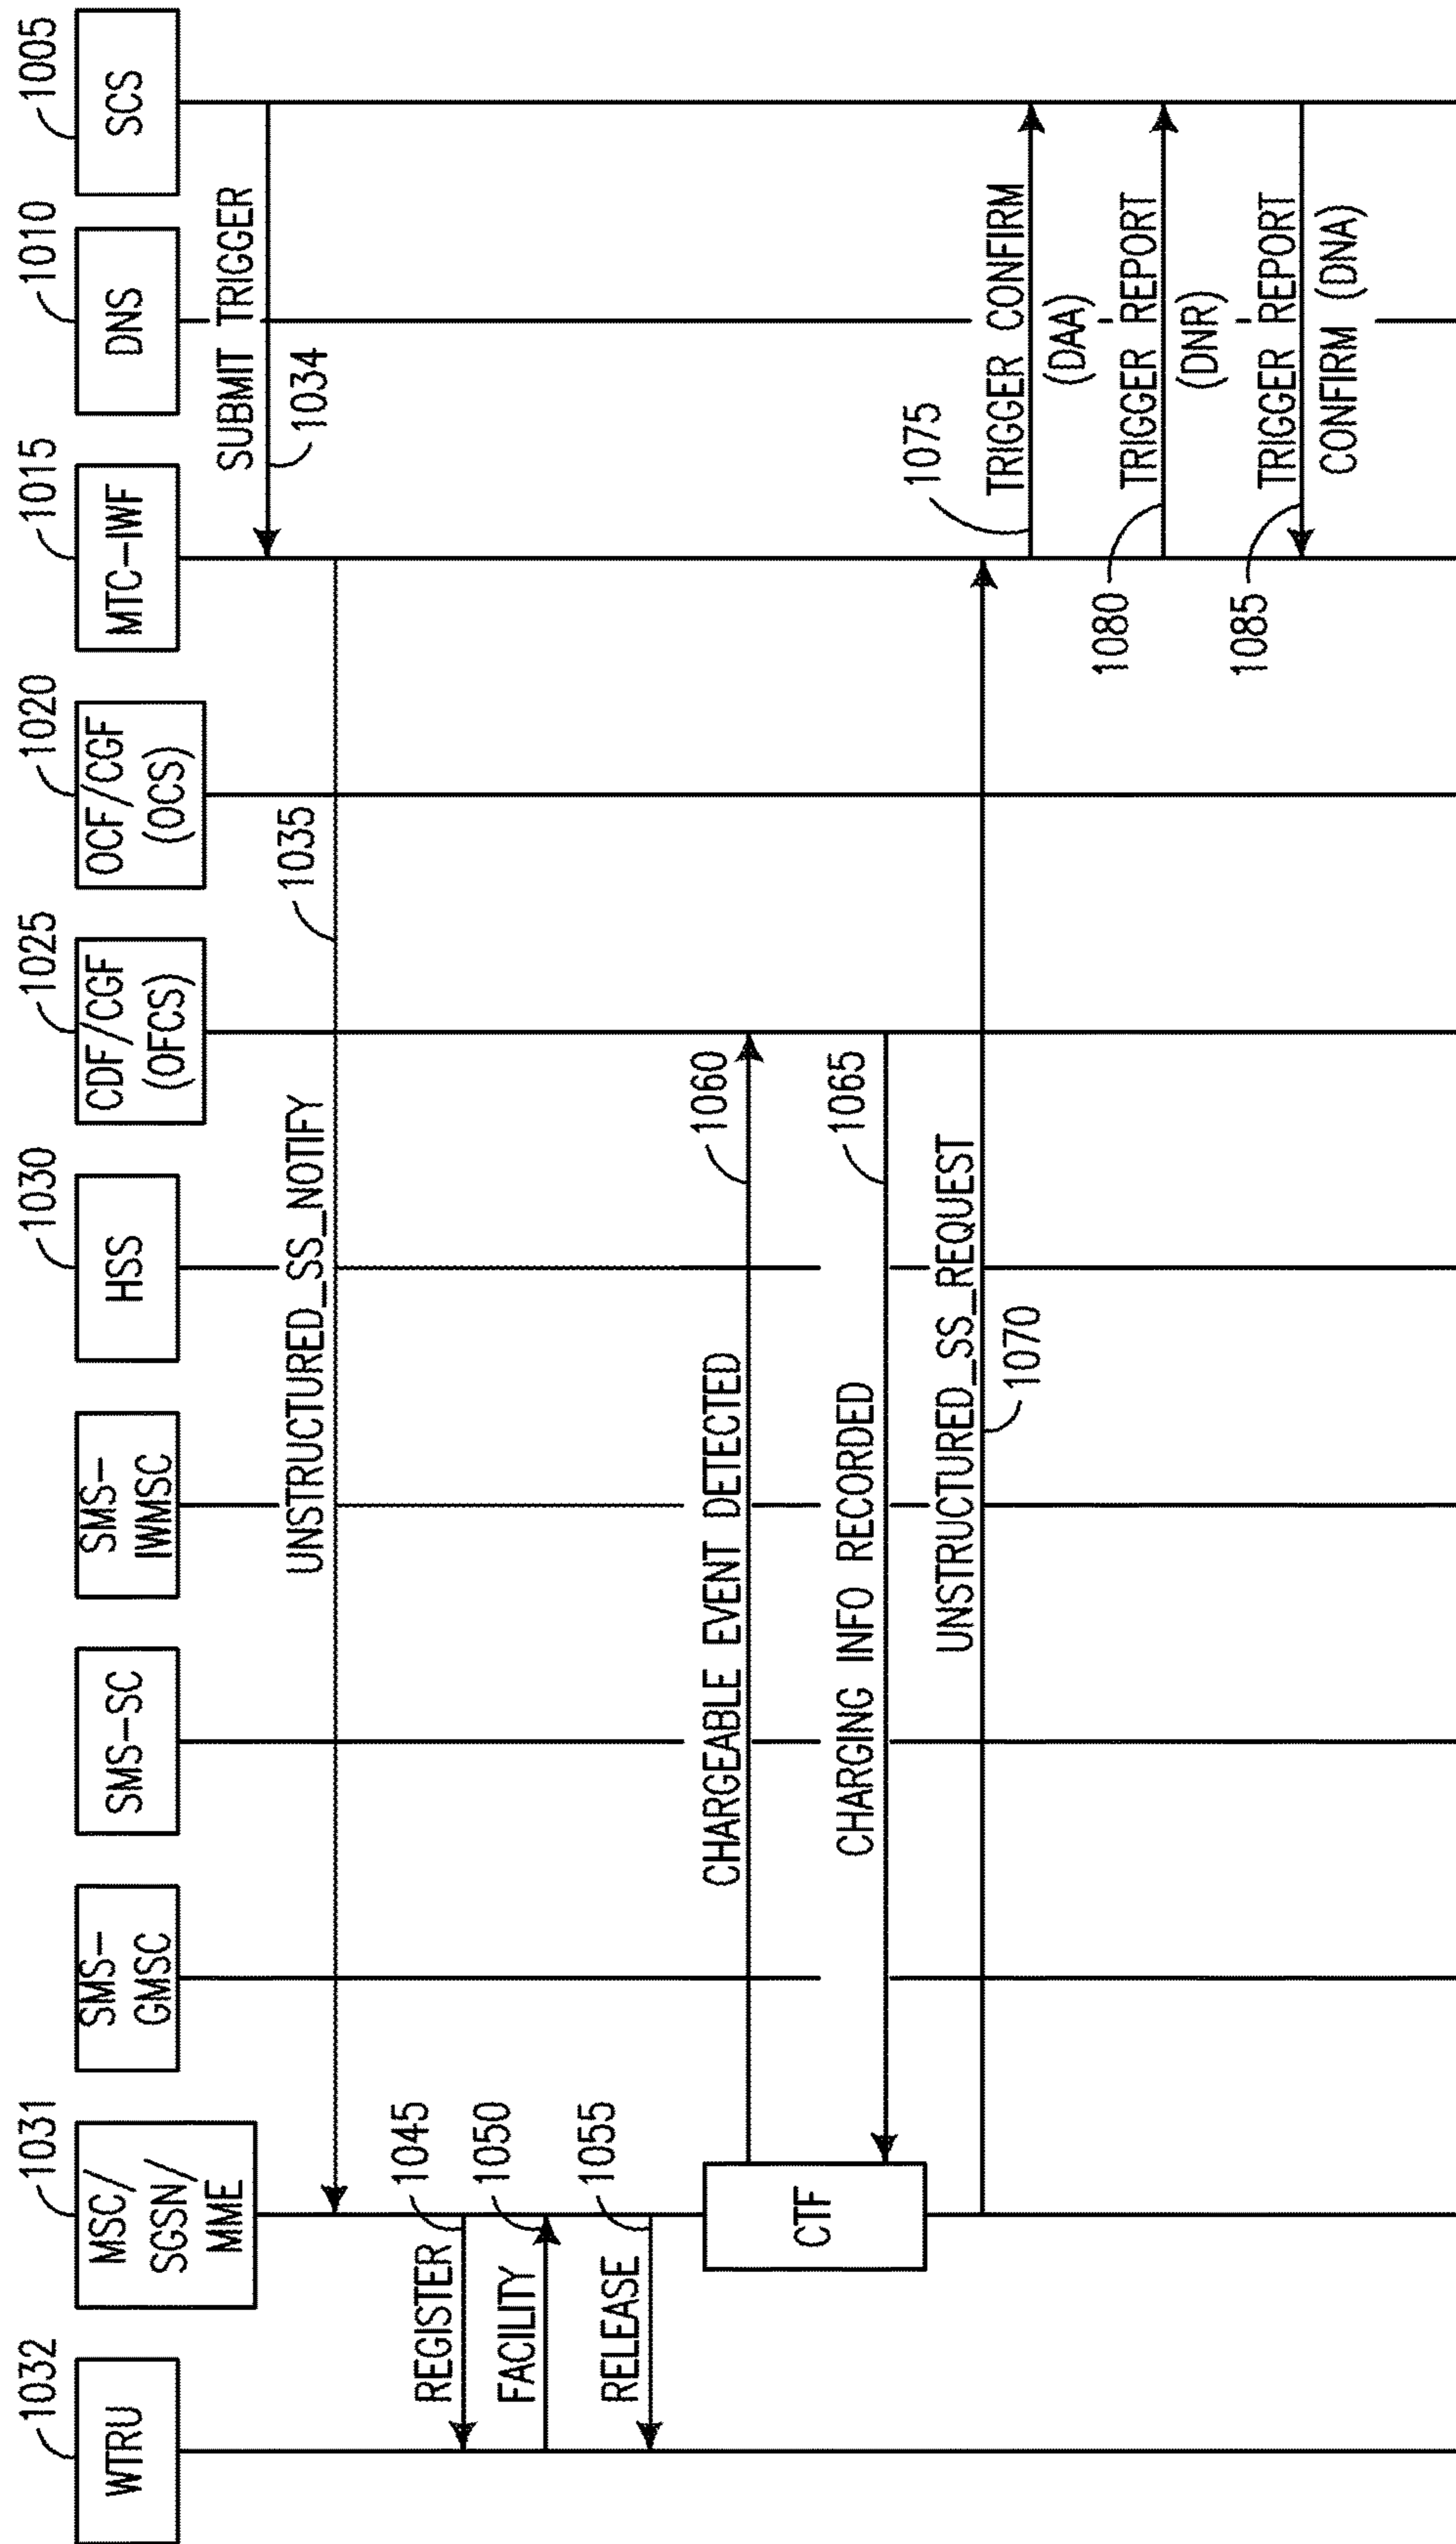 1032
WTRU
1031
MSC/
SGSN/
MME
SMS-
GMSC
SMS-SC
SMS-
IWMSC
1030
HSS
1025
CDF/CGF
(OFCS)
1020
OCF/CGF
(OCS)
1015
MTC-IWF
1010
DNS
1005
SCS
SUBMIT TRIGGER
1034
UNSTRUCTURED_SS_NOTIFY
1035
REGISTER
1045
FACILITY
1050
RELEASE
1055
CTF
CHARGEABLE EVENT DETECTED
1060
CHARGING INFO RECORDED
1065
UNSTRUCTURED_SS_REQUEST
1070
1075
TRIGGER CONFIRM
(DAA)
1080
TRIGGER REPORT
(DNR)
1085
TRIGGER REPORT
CONFIRM (DNA)